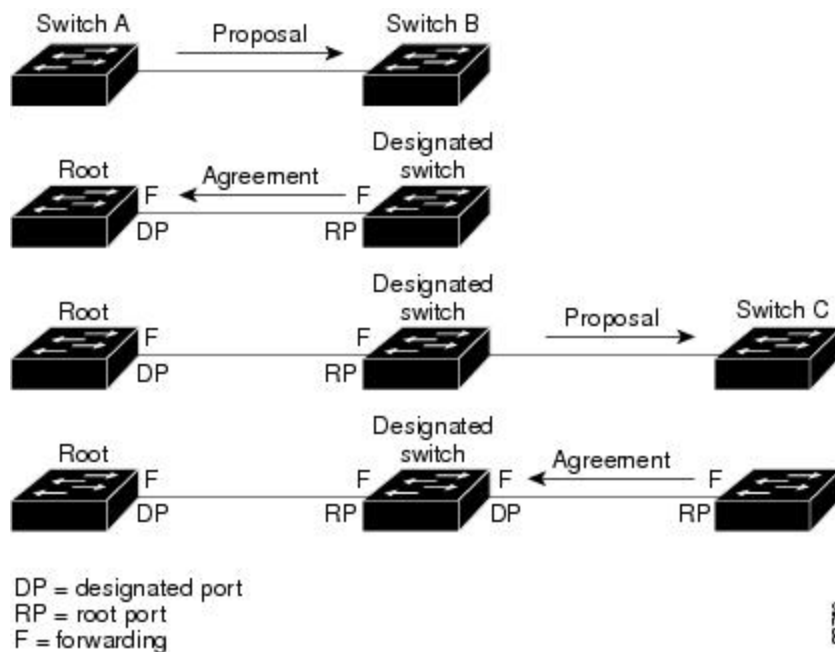 Switch A
Proposal
Switch B
Root
F
Agreement
F
Designated
switch
DP
RP
Root
F
DP
Designated
switch
F
RP
Proposal
Switch C
Root
F
DP
Designated
switch
F
RP
F
DP
Agreement
F
RP
DP = designated port
RP = root port
F = forwarding